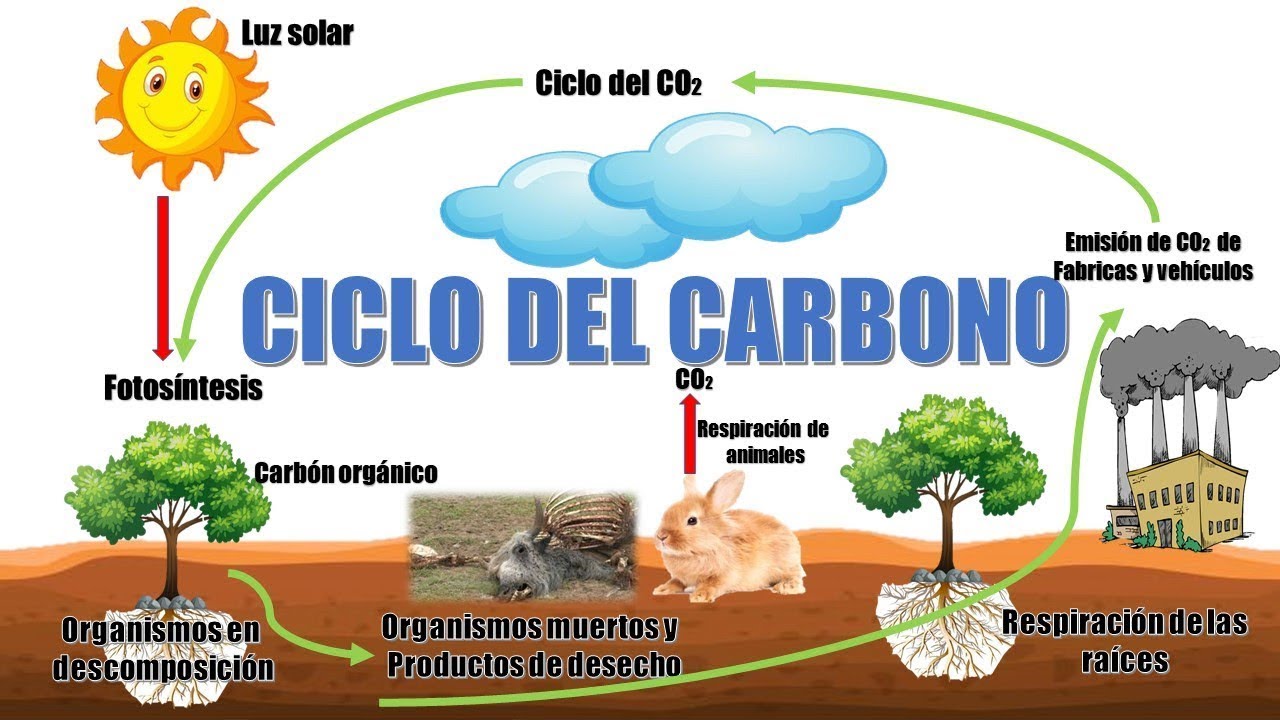 Luz solar
Ciclo del CO₂
Emisión de CO₂ de
Fabricas y vehículos
CICLO DEL CARBONO
Fotosíntesis
CO₂
Respiración de
animales
Carbón orgánico
Organismos en
descomposición
Organismos muertos y
Productos de desecho
Respiración de las
raíces